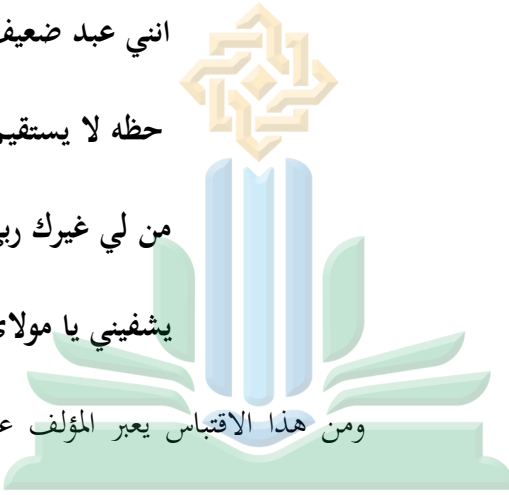 انني عبد ضعيف
حظه لا يستقيم
من لي غيرك ربي
يشفيني يا مولاي
ومن هذا الاقتباس يعبر المؤلف